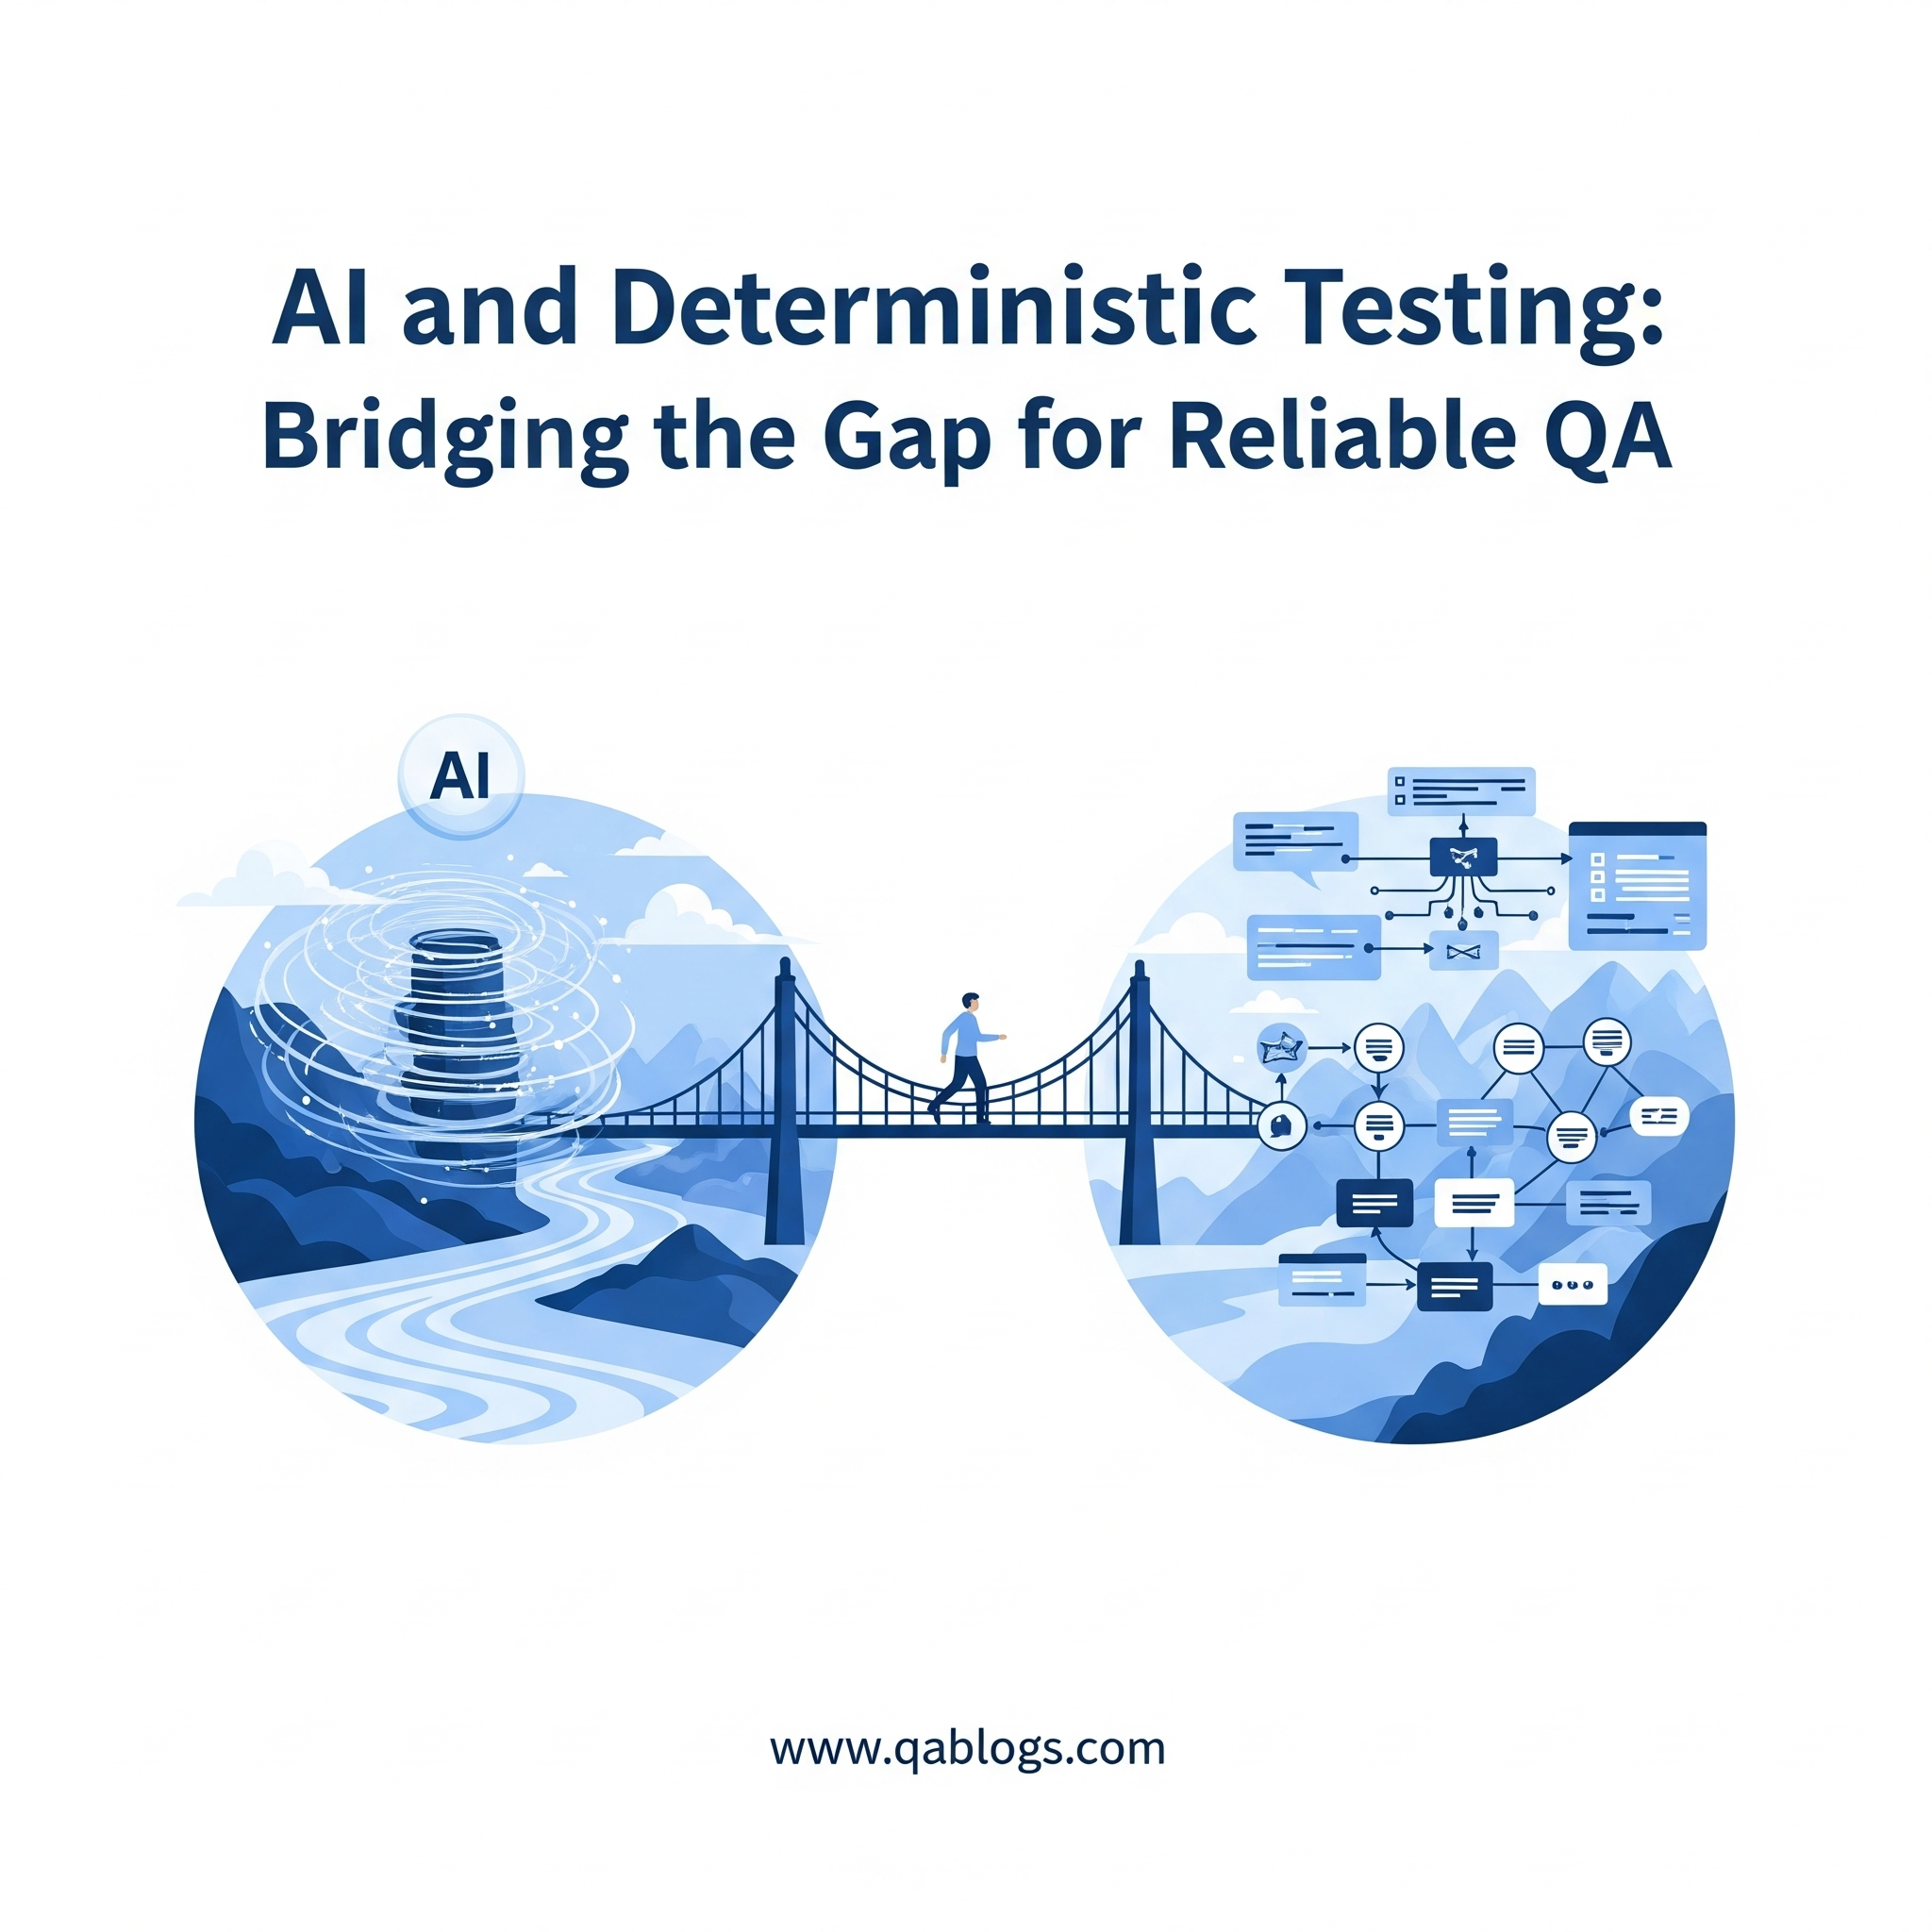 AI and Deterministic Testing:
Bridging the Gap for Reliable QA
AI
www.qablogs.com